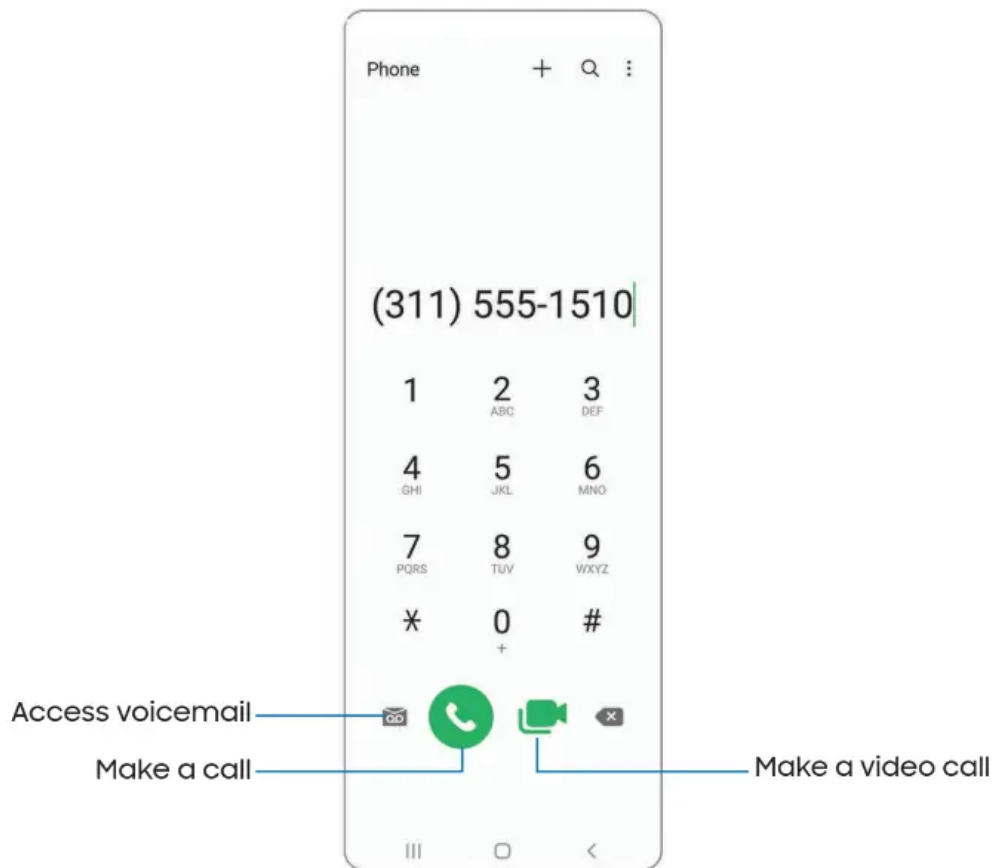 Phone
(311) 555-1510
1 2 3
ABC DEF
4 5 6
GHI JKL MNO
7 8 9
PQRS TUV WXYZ
* 0 #
+
Access voicemail
Make a call
Make a video call